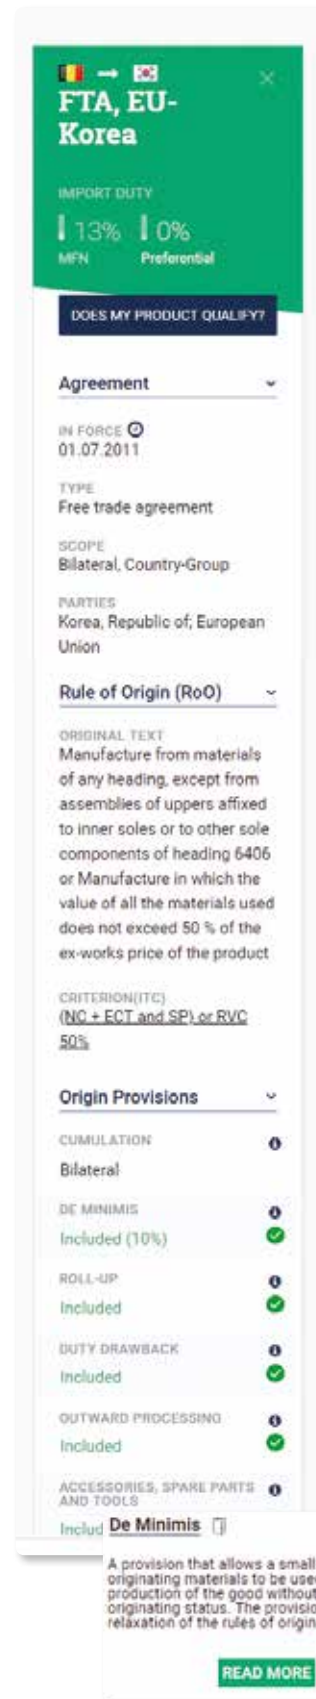 FTA, EU-
Korea
IMPORT DUTY
13% 0%
MFN Preferential
DOES MY PRODUCT QUALIFY?
Agreement
IN FORCE
01.07.2011
TYPE
Free trade agreement
SCOPE
Bilateral, Country-Group
PARTIES
Korea, Republic of; European
Union
Rule of Origin (RoO)
ORIGINAL TEXT
Manufacture from materials
of any heading, except from
assemblies of uppers affixed
to inner soles or to other sole
components of heading 6406
or Manufacture in which the
value of all the materials used
does not exceed 50 % of the
ex-works price of the product
CRITERION(ITC)
(NC + ECT and SP) or RVC
50%
Origin Provisions
CUMULATION
Bilateral
DE MINIMIS
Included (10%)
ROLL-UP
Included
DUTY DRAWBACK
Included
OUTWARD PROCESSING
Included
ACCESSORIES, SPARE PARTS
AND TOOLS
Includ
De Minimis
A provision that allows a small
originating materials to be use
production of the good without
originating status. The provisio
relaxation of the rules of origin
READ MORE